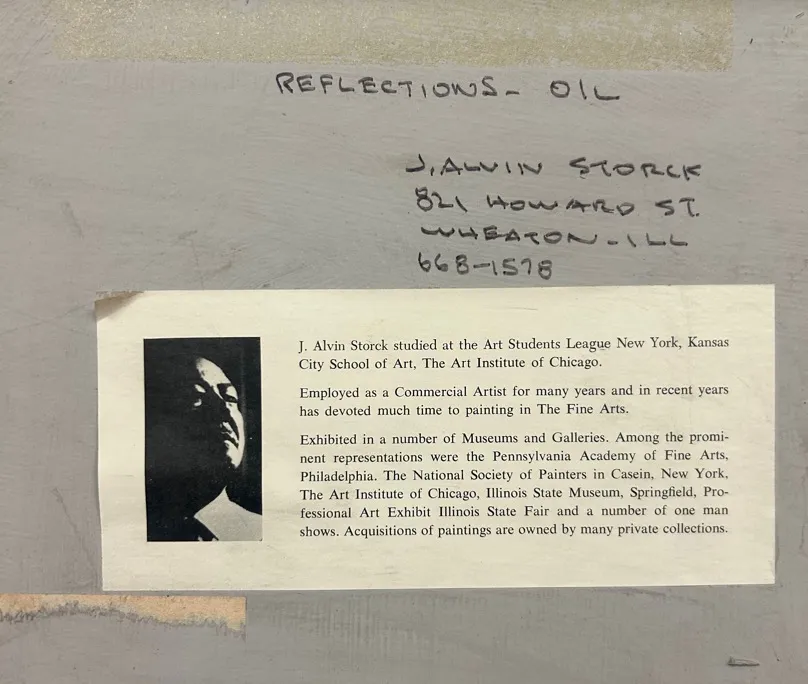 REFLECTIONS- OIL
J. ALVIN STORCK
821 HOWARD ST.
WHEATON-ILL
668-1578
J. Alvin Storck studied at the Art Students League New York, Kansas
City School of Art, The Art Institute of Chicago.
Employed as a Commercial Artist for many years and in recent years
has devoted much time to painting in The Fine Arts.
Exhibited in a number of Museums and Galleries. Among the promi-
nent representations were the Pennsylvania Academy of Fine Arts,
Philadelphia. The National Society of Painters in Casein, New York,
The Art Institute of Chicago, Illinois State Museum, Springfield, Pro-
fessional Art Exhibit Illinois State Fair and a number of one man
shows. Acquisitions of paintings are owned by many private collections.